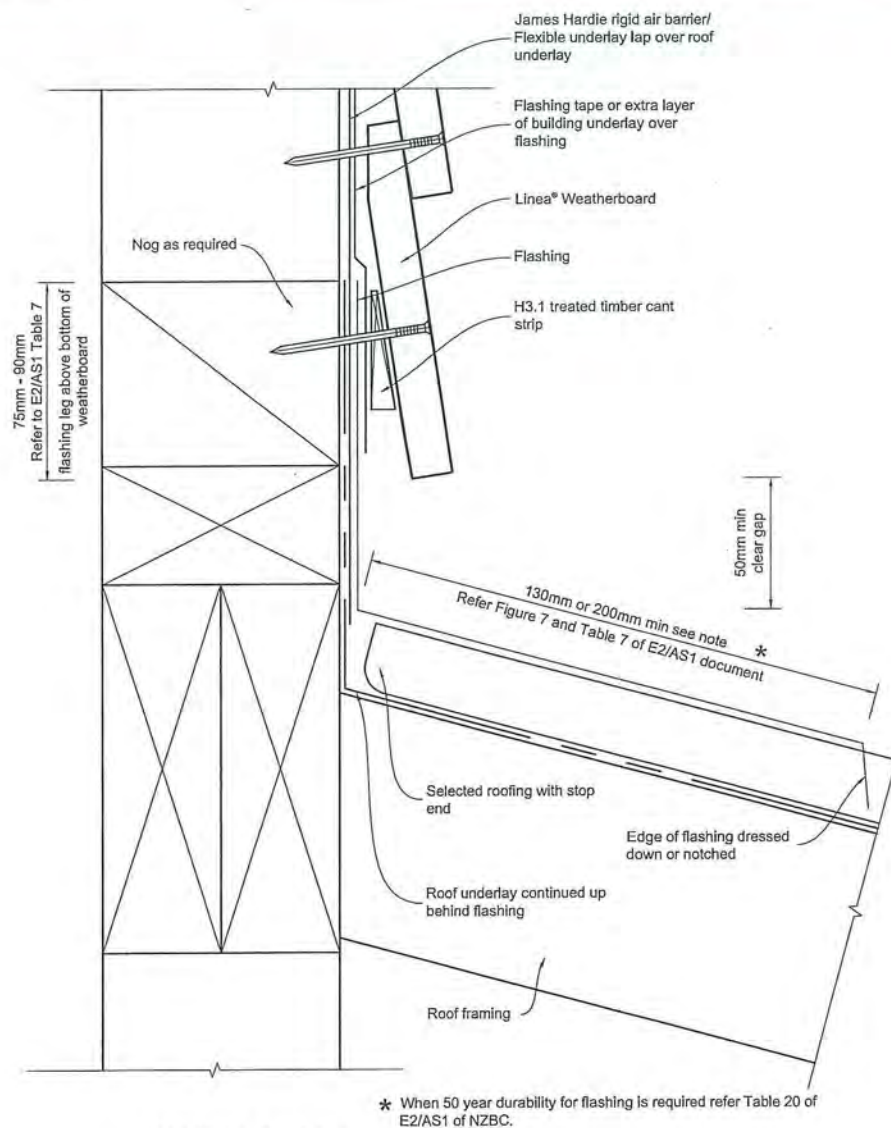 James Hardie rigid air barrier/
Flexible underlay lap over roof
underlay
Flashing tape or extra layer
of building underlay over
flashing
Linea® Weatherboard
Nog as required
Flashing
H3.1 treated timber cant
strip
75mm - 90mm
Refer to E2/AS1 Table 7
flashing leg above bottom of
weatherboard
50mm min
clear gap
130mm or 200mm min see note
Refer Figure 7 and Table 7 of E2/AS1 document *
Selected roofing with stop
end
Edge of flashing dressed
down or notched
Roof underlay continued up
behind flashing
Roof framing
* When 50 year durability for flashing is required refer Table 20 of
E2/AS1 of NZBC.